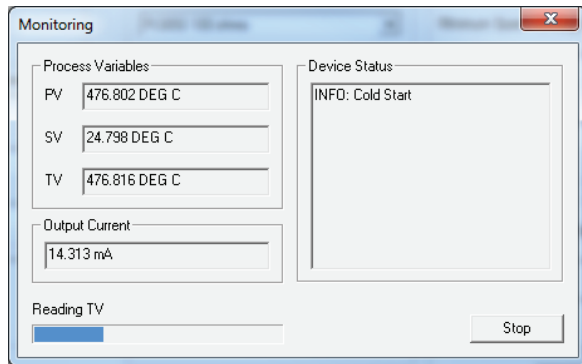 Monitoring
Process Variables
PV 476.802 DEG C
SV 24.798 DEG C
TV 476.816 DEG C
Output Current
14.313 mA
Reading TV
Device Status
INFO: Cold Start
Stop